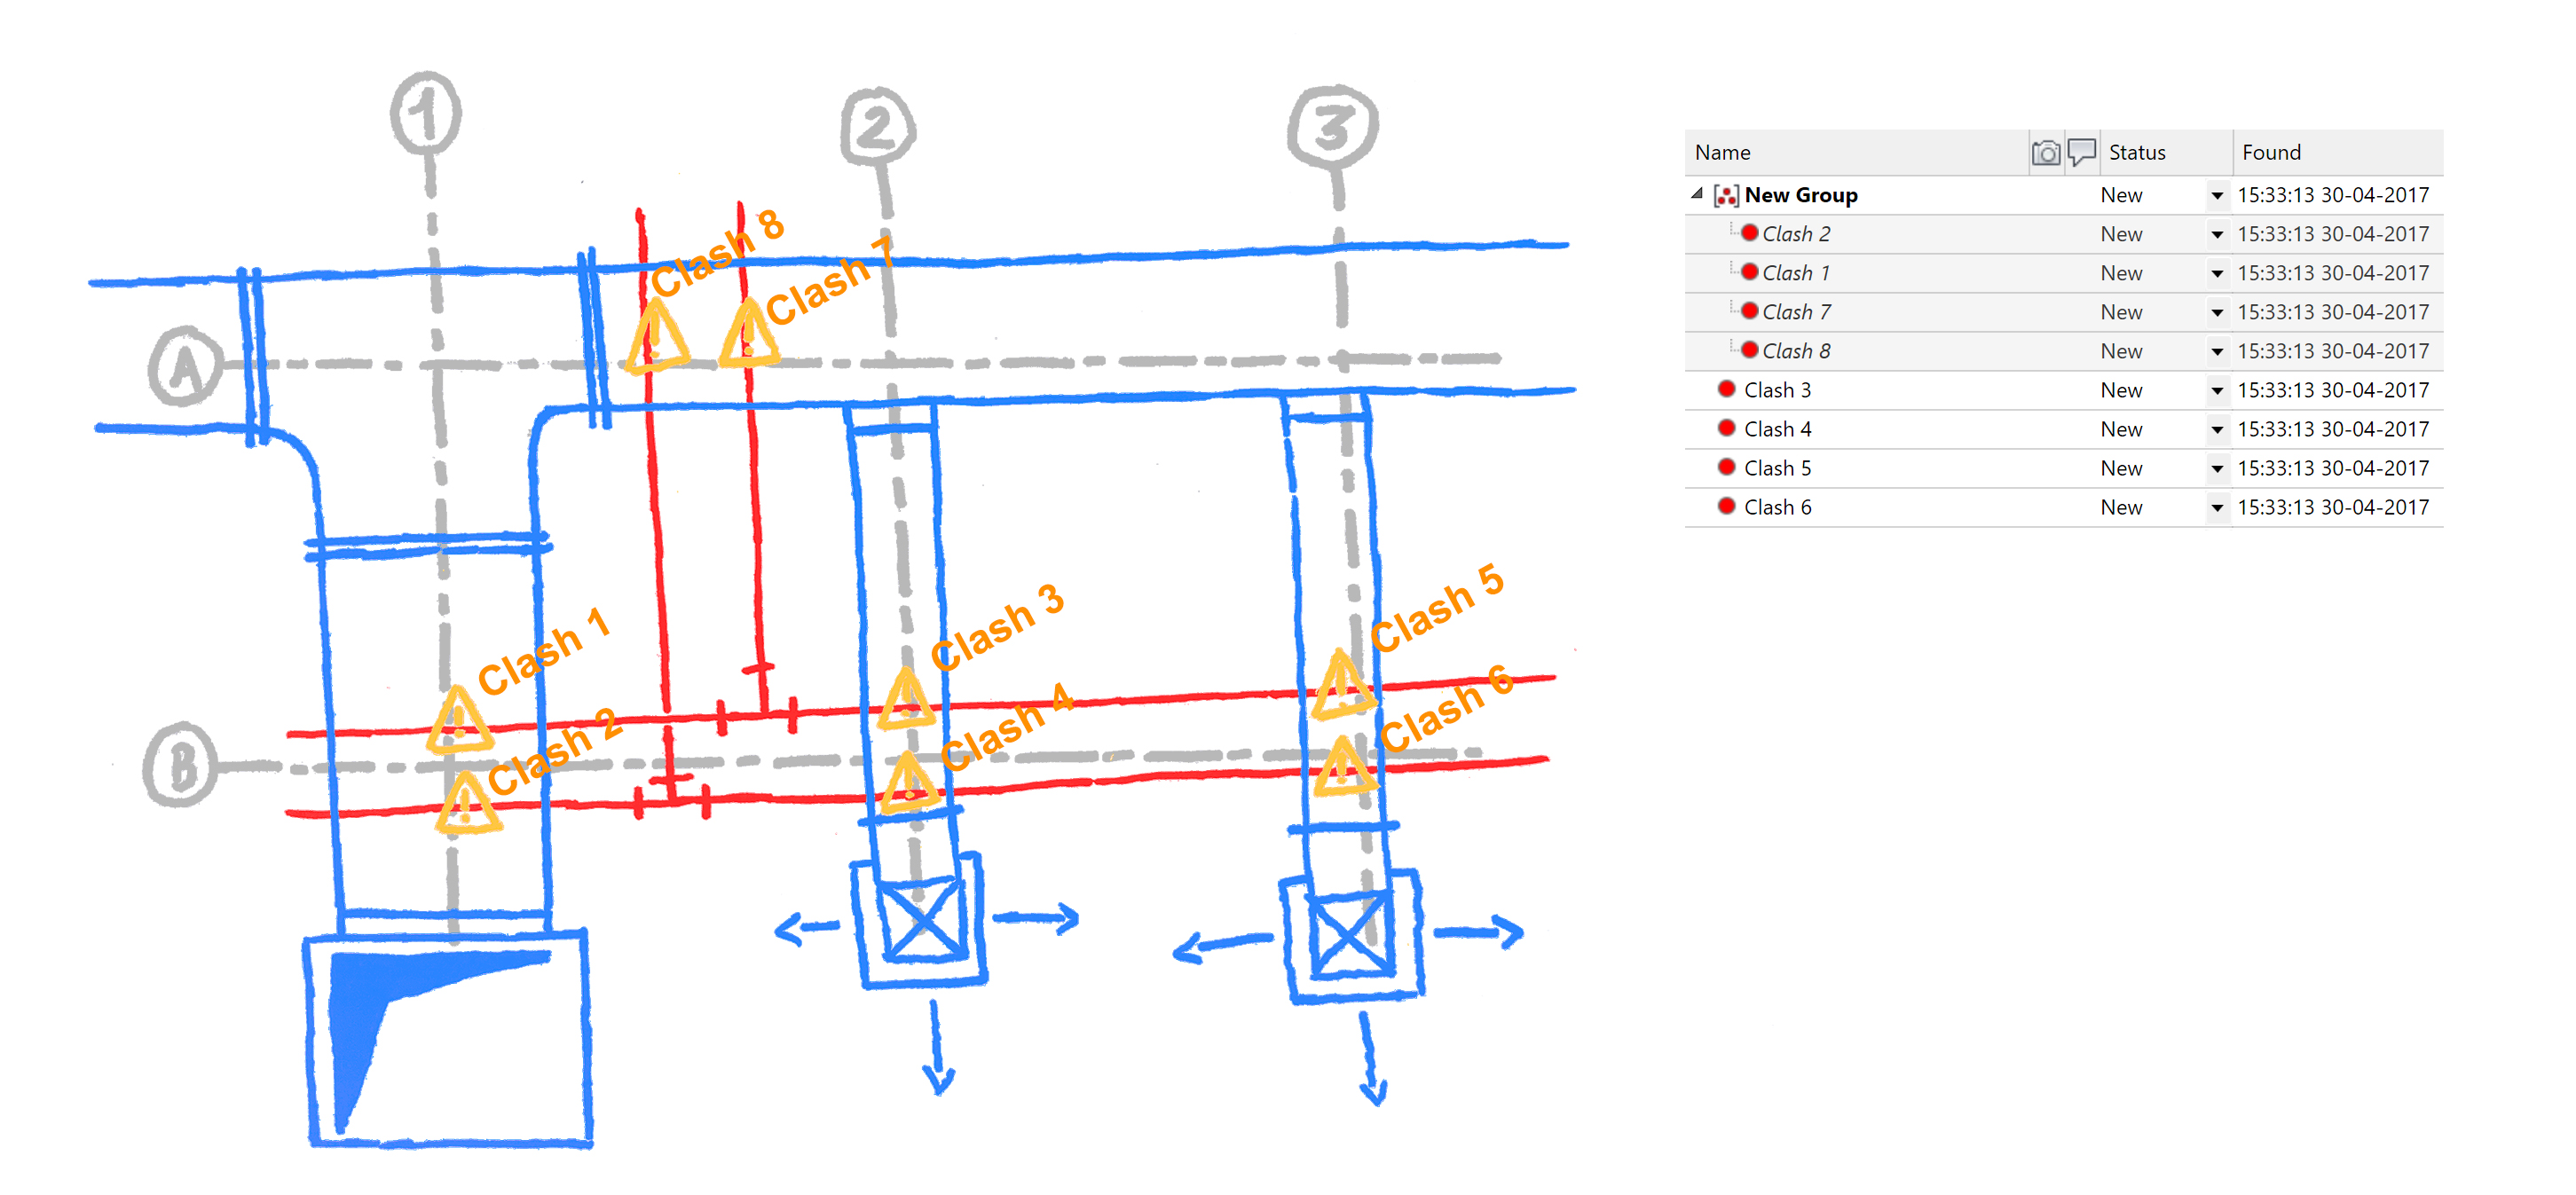 1
2
3
A
B
Clash 8
Clash 7
Clash 1
Clash 2
Clash 3
Clash 4
Clash 5
Clash 6
Name Status Found
New Group New 15:33:13 30-04-2017
Clash 2 New 15:33:13 30-04-2017
Clash 1 New 15:33:13 30-04-2017
Clash 7 New 15:33:13 30-04-2017
Clash 8 New 15:33:13 30-04-2017
Clash 3 New 15:33:13 30-04-2017
Clash 4 New 15:33:13 30-04-2017
Clash 5 New 15:33:13 30-04-2017
Clash 6 New 15:33:13 30-04-2017